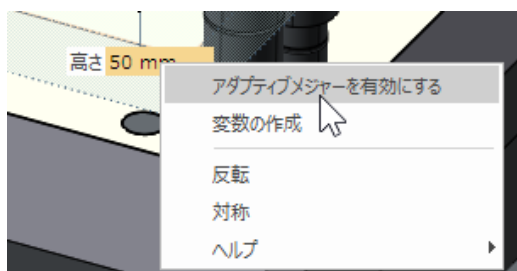 高さ 50 mm
アダプティブメジャーを有効にする
変数の作成
反転
対称
ヘルプ